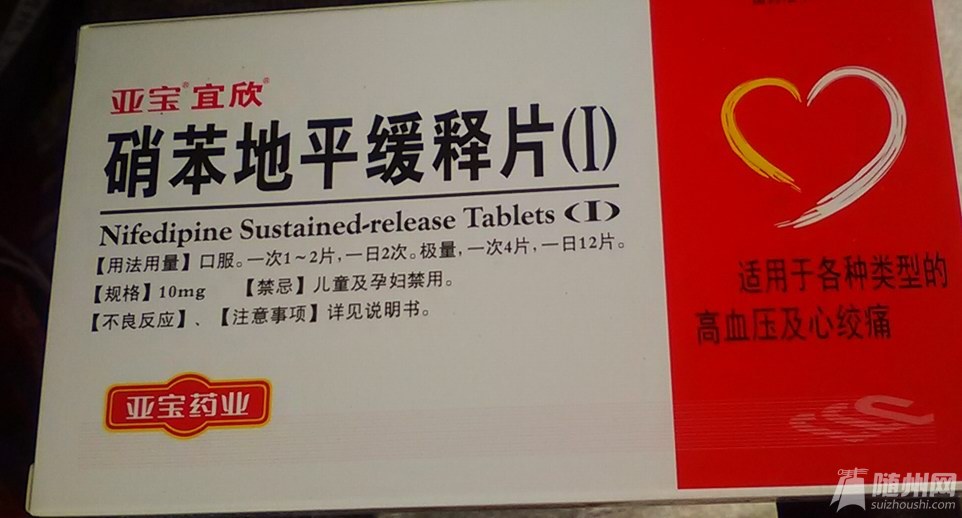 亚宝®宜欣®
硝苯地平缓释片(I)
Nifedipine Sustained-release Tablets (I)
【用法用量】口服。一次1~2片,一日2次。极量,一次4片,一日12片。
【规格】10mg 【禁忌】儿童及孕妇禁用。
【不良反应】、【注意事项】详见说明书。
亚宝药业
适用于各种类型的
高血压及心绞痛
随州网
suizhoushi.com